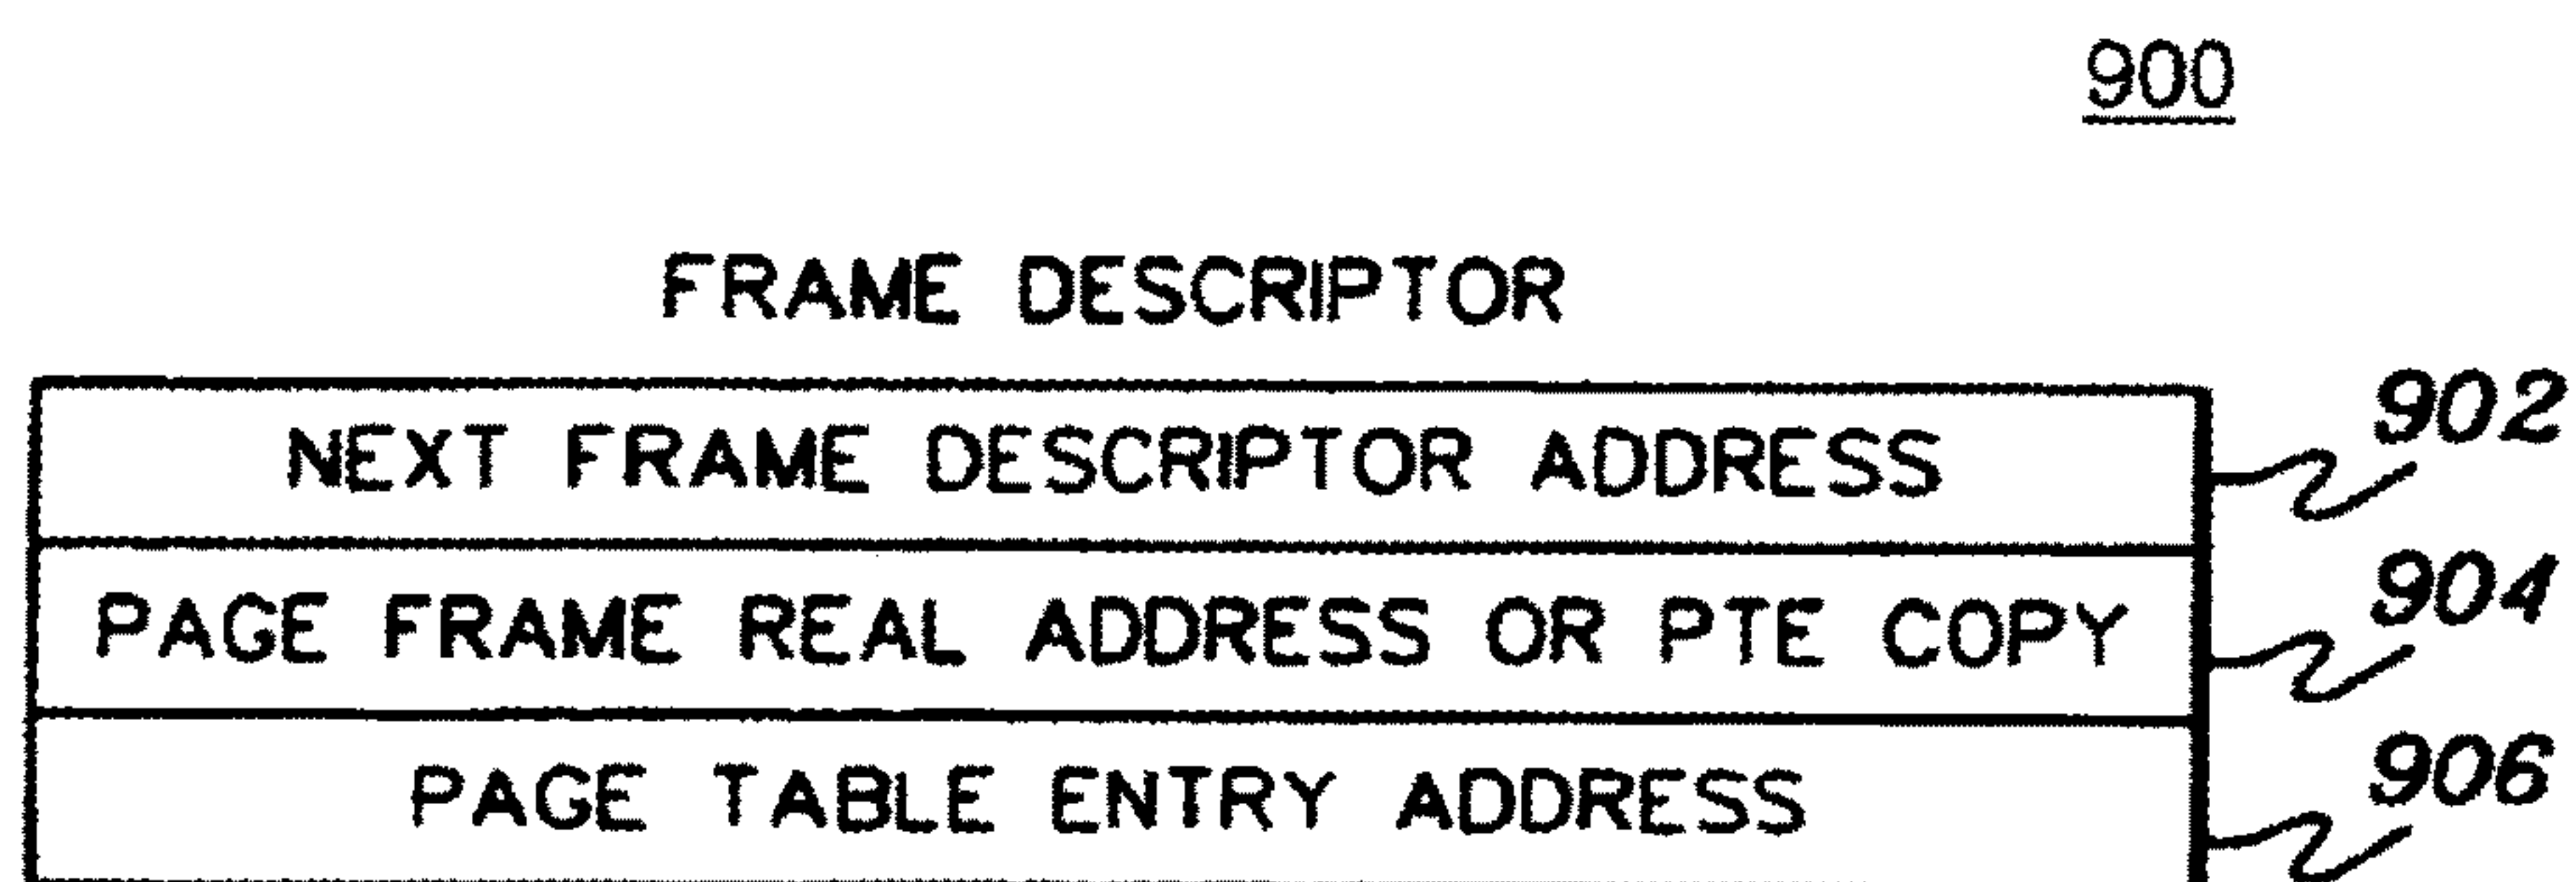 900
FRAME DESCRIPTOR
NEXT FRAME DESCRIPTOR ADDRESS 902
PAGE FRAME REAL ADDRESS OR PTE COPY 904
PAGE TABLE ENTRY ADDRESS 906